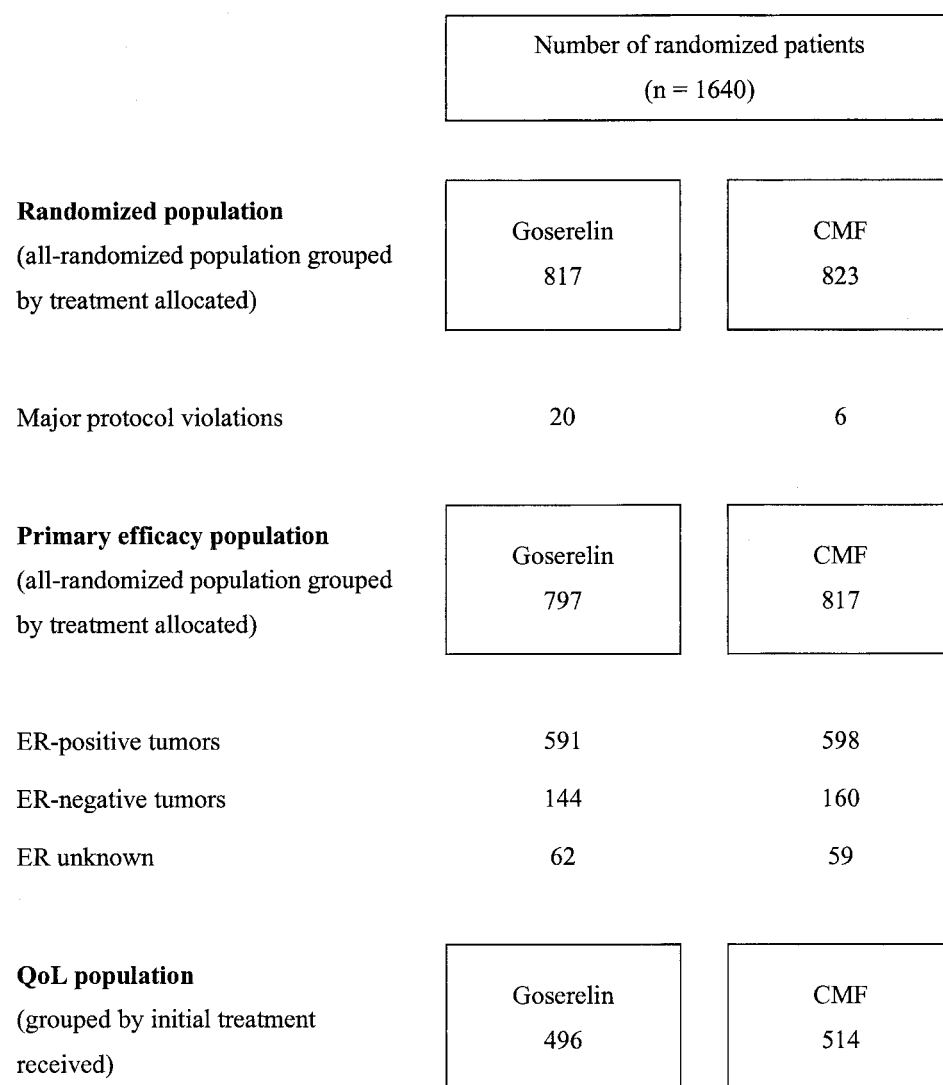 Number of randomized patients
(n = 1640)
Randomized population
(all-randomized population grouped
by treatment allocated)
Goserelin
817
CMF
823
Major protocol violations 20 6
Primary efficacy population
(all-randomized population grouped
by treatment allocated)
Goserelin
797
CMF
817
ER-positive tumors 591 598
ER-negative tumors 144 160
ER unknown 62 59
QoL population
(grouped by initial treatment
received)
Goserelin
496
CMF
514